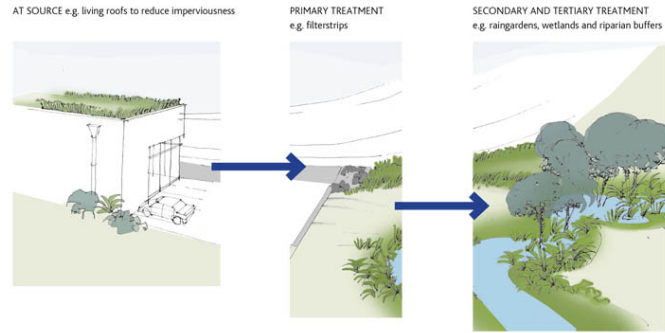 AT SOURCE e.g. living roofs to reduce imperviousness
PRIMARY TREATMENT
e.g. filterstrips
SECONDARY AND TERTIARY TREATMENT
e.g. raingardens, wetlands and riparian buffers